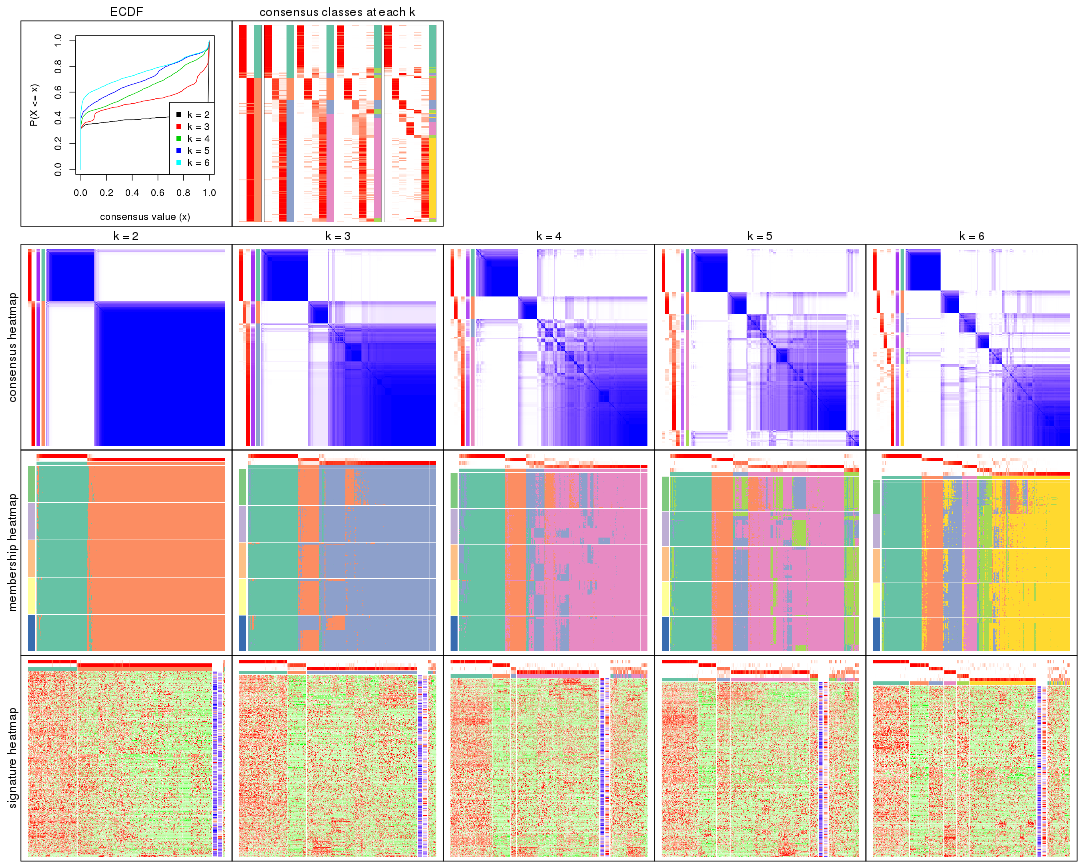 ECDF
consensus classes at each k
P(X <= x)
0.0 0.2 0.4 0.6 0.8 1.0
k = 2
k = 3
k = 4
k = 5
k = 6
0.0 0.2 0.4 0.6 0.8 1.0
consensus value (x)
k = 2
k = 3
k = 4
k = 5
k = 6
consensus heatmap
membership heatmap
signature heatmap